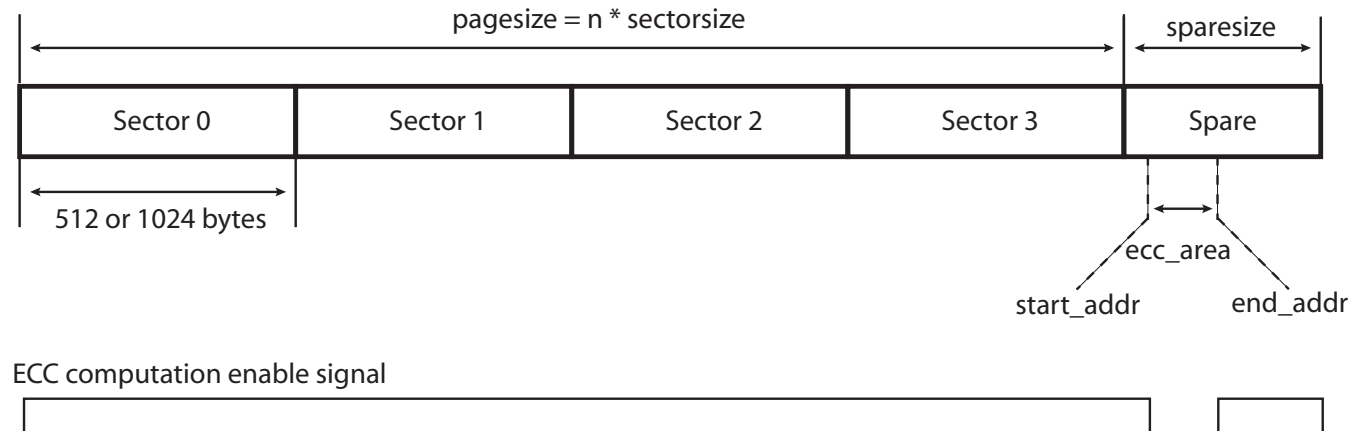 pagesize = n * sectorsize
sparesize
Sector 0
Sector 1
Sector 2
Sector 3
Spare
512 or 1024 bytes
ecc_area
start_addr
end_addr
ECC computation enable signal